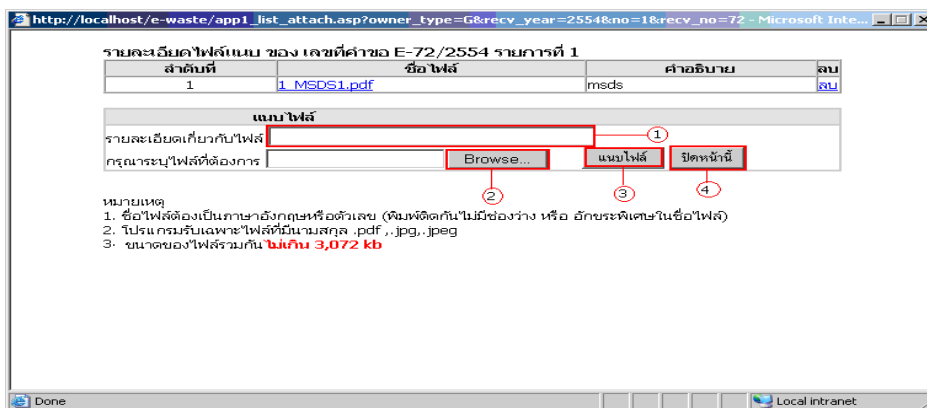 http://localhost/e-waste/app1_list_attach.asp?owner_type=G&recv_year=2554&no=1&recv_no=72 - Microsoft Inte...
รายละเอียดไฟล์แนบ ของ เลขที่คำขอ E-72/2554 รายการที่ 1
ลำดับที่ ชื่อไฟล์ คำอธิบาย ลบ
1 1_MSDS1.pdf msds ลบ
แนบไฟล์
รายละเอียดเกี่ยวกับไฟล์ 1
กรุณาระบุไฟล์ที่ต้องการ Browse... แนบไฟล์ ปิดหน้านี้
2 3 4
หมายเหตุ
1. ชื่อไฟล์ต้องเป็นภาษาอังกฤษหรือตัวเลข (พิมพ์ติดกันไม่มีช่องว่าง หรือ อักขระพิเศษในชื่อไฟล์)
2. โปรแกรมรับเฉพาะไฟล์ที่มีนามสกุล .pdf ,.jpg,.jpeg
3. ขนาดของไฟล์รวมกันไม่เกิน 3,072 kb
Done Local intranet